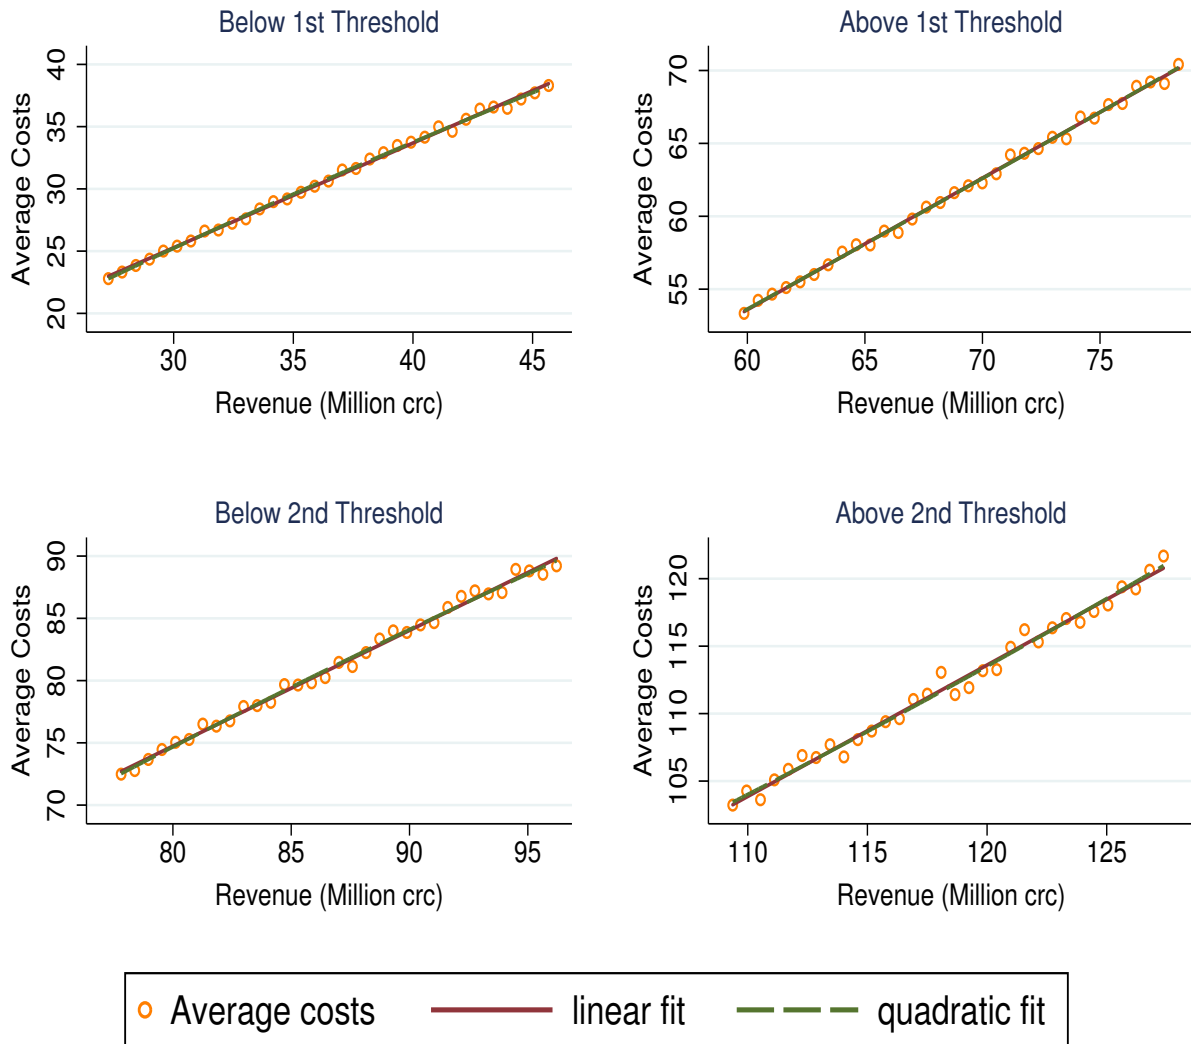 Below 1st Threshold
Average Costs
40
35
30
25
20
30 35 40 45
Revenue (Million crc)
Above 1st Threshold
Average Costs
70
65
60
55
60 65 70 75
Revenue (Million crc)
Below 2nd Threshold
Average Costs
90
85
80
75
70
80 85 90 95
Revenue (Million crc)
Above 2nd Threshold
Average Costs
120
115
110
105
110 115 120 125
Revenue (Million crc)
Average costs linear fit quadratic fit